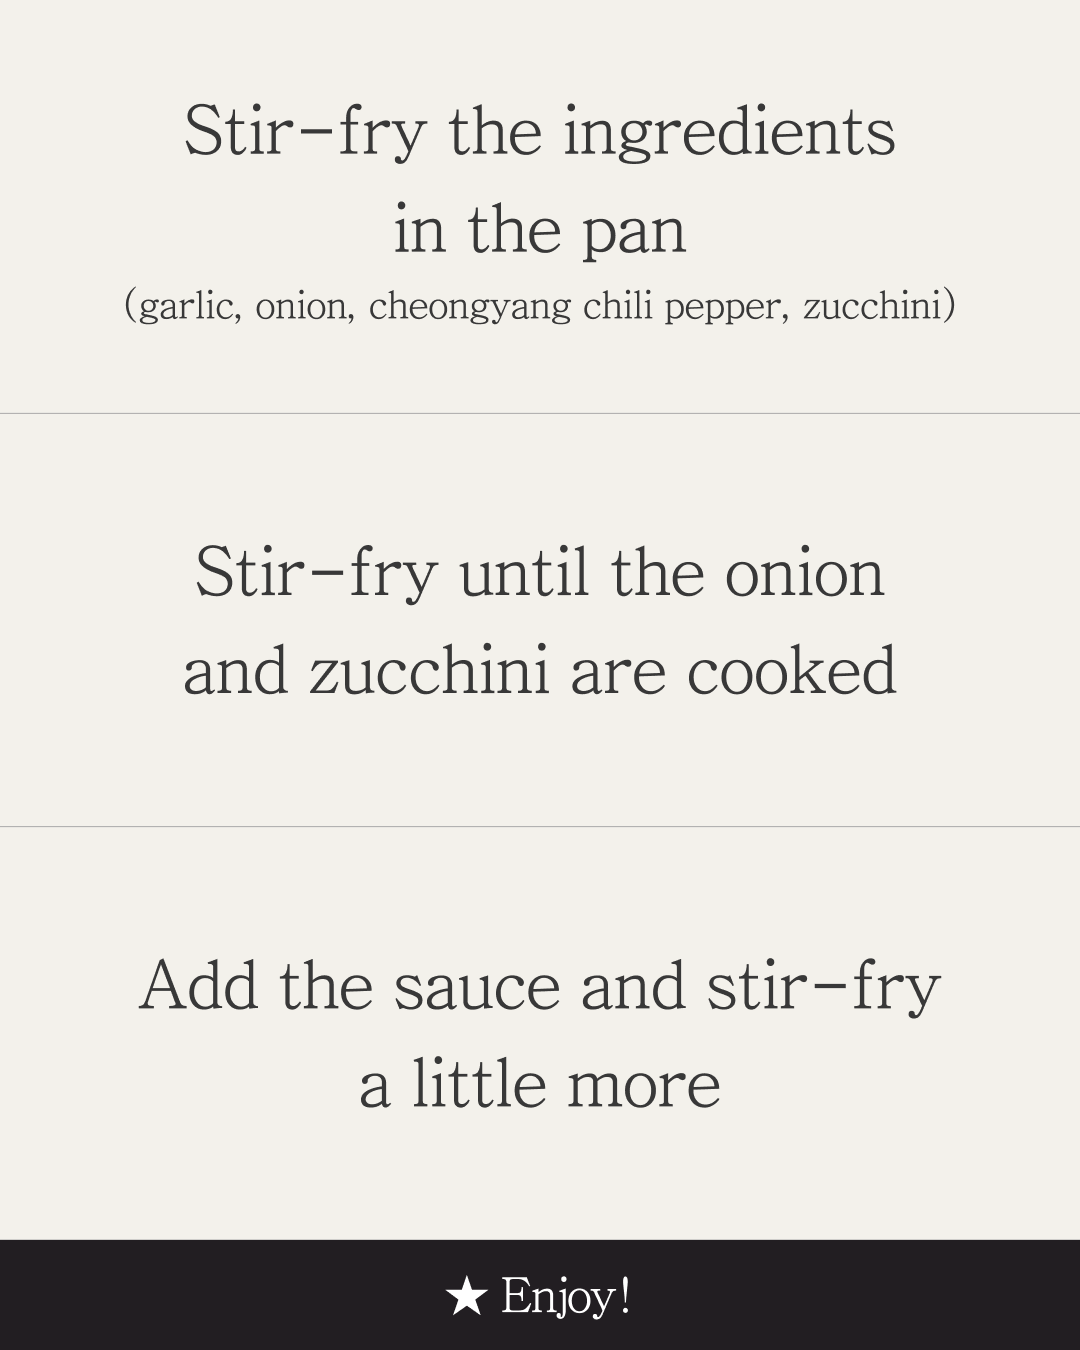 Stir-fry the ingredients
in the pan
(garlic, onion, cheongyang chili pepper, zucchini)
Stir-fry until the onion
and zucchini are cooked
Add the sauce and stir-fry
a little more
★ Enjoy!